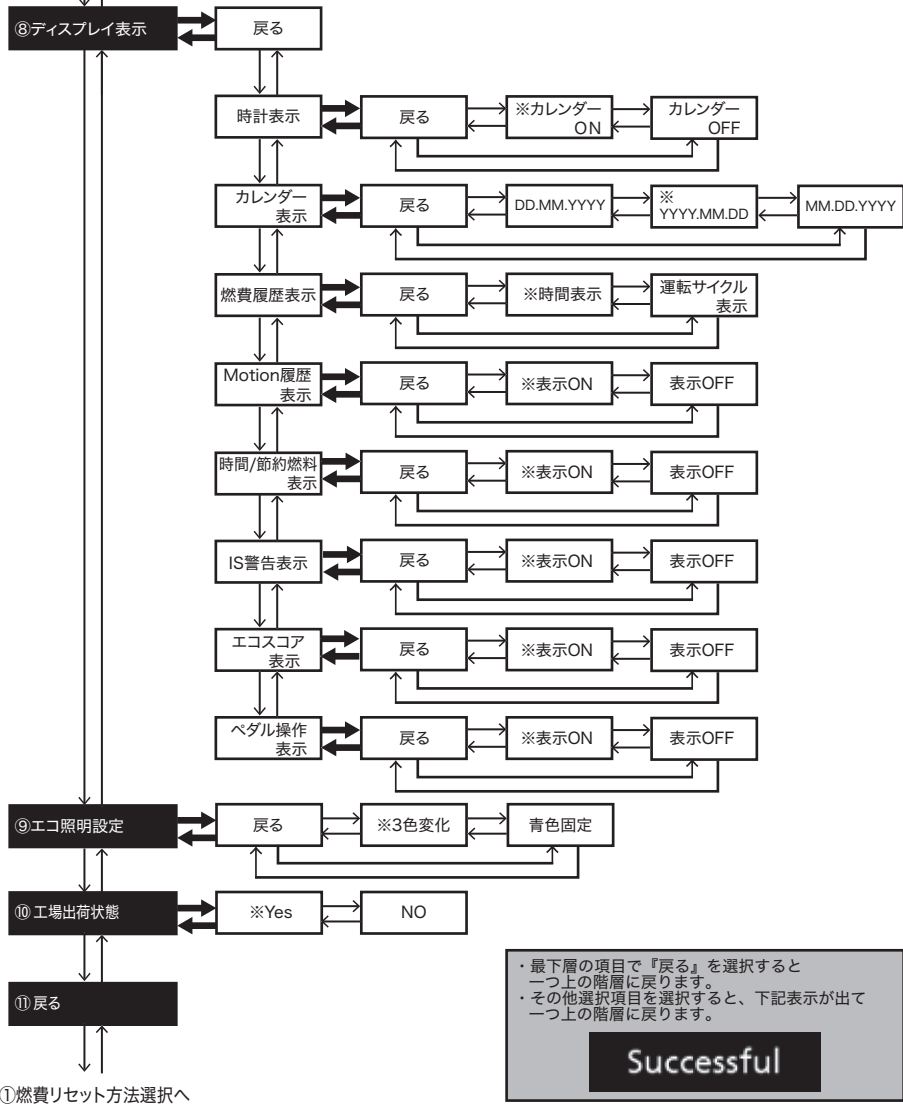 ⑧ディスプレイ表示
戻る
時計表示
戻る
※カレンダー
ON
カレンダー
OFF
カレンダー
表示
戻る
DD.MM.YYYY
※
YYYY.MM.DD
MM.DD.YYYY
燃費履歴表示
戻る
※時間表示
運転サイクル
表示
Motion履歴
表示
戻る
※表示ON
表示OFF
時間/節約燃料
表示
戻る
※表示ON
表示OFF
IS警告表示
戻る
※表示ON
表示OFF
エコスコア
表示
戻る
※表示ON
表示OFF
ペダル操作
表示
戻る
※表示ON
表示OFF
⑨エコ照明設定
戻る
※3色変化
青色固定
⑩工場出荷状態
※Yes
NO
⑪戻る
①燃費リセット方法選択へ
・最下層の項目で『戻る』を選択すると
一つ上の階層に戻ります。
・その他選択項目を選択すると、下記表示が出て
一つ上の階層に戻ります。
Successful